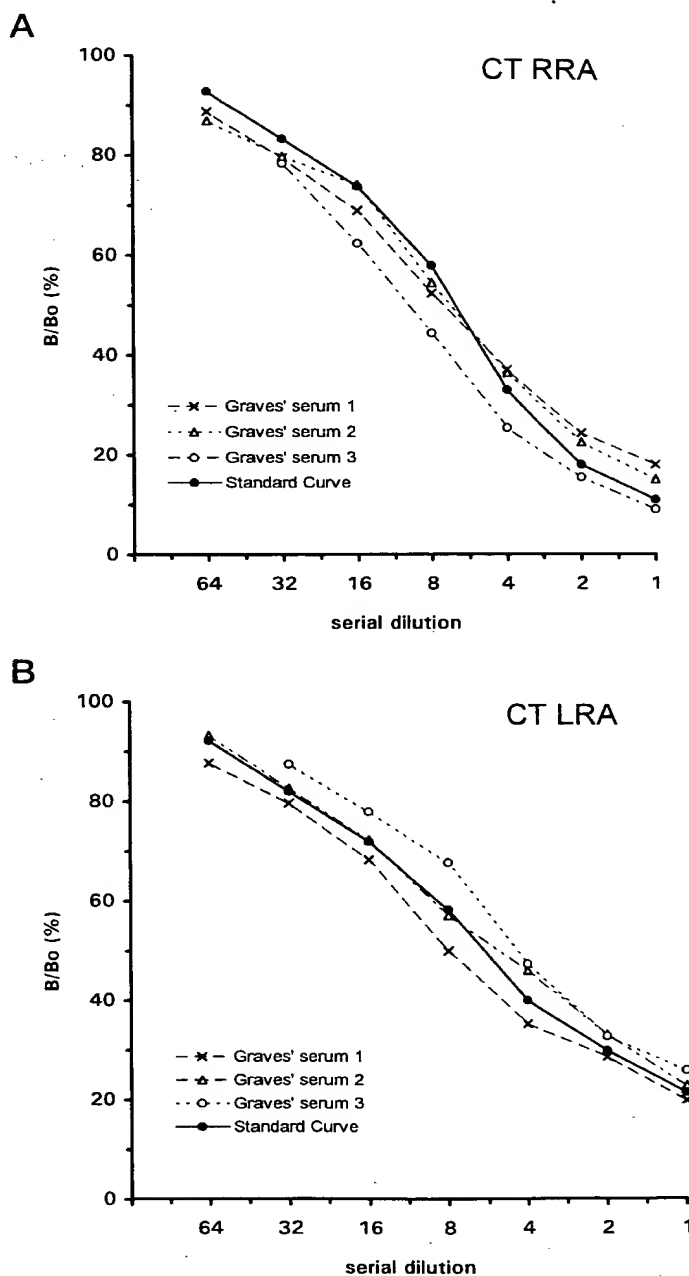 A
CT RRA
100
80
60
40
20
0
B/Bo (%)
Graves' serum 1
Graves' serum 2
Graves' serum 3
Standard Curve
64 32 16 8 4 2 1
serial dilution
B
CT LRA
100
80
60
40
20
0
B/Bo (%)
Graves' serum 1
Graves' serum 2
Graves' serum 3
Standard Curve
64 32 16 8 4 2 1
serial dilution